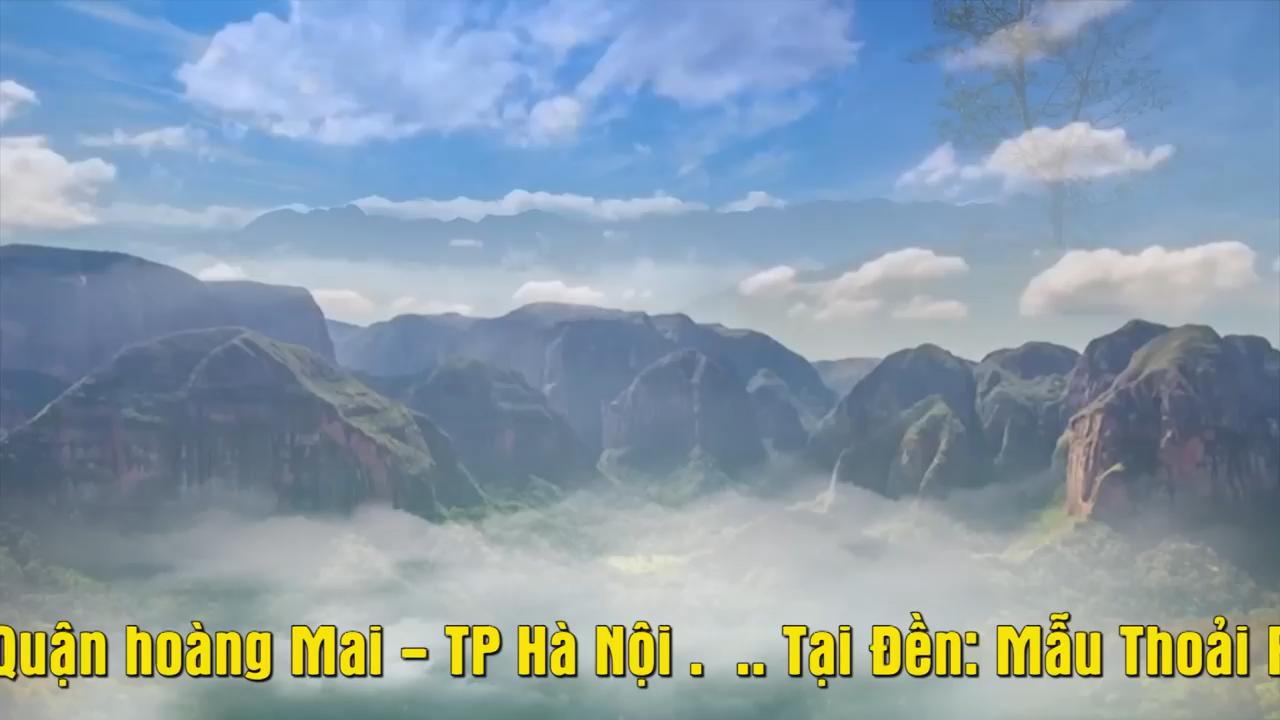 Quận hoàng Mai - TP Hà Nội . .. Tại Đền: Mẫu Thoải